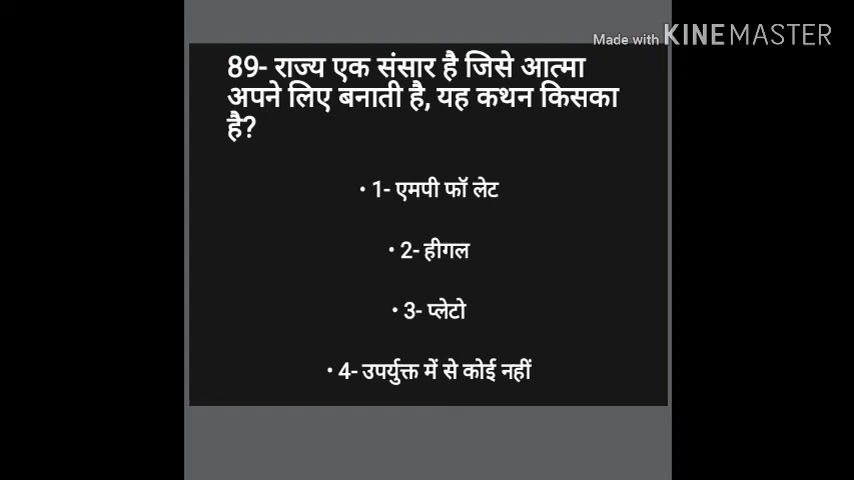 Made with KINEMASTER
89- राज्य एक संसार है जिसे आत्मा
अपने लिए बनाती है, यह कथन किसका
है?
• 1- एमपी फॉ लेट
• 2- हीगल
• 3- प्लेटो
• 4- उपर्युक्त में से कोई नहीं